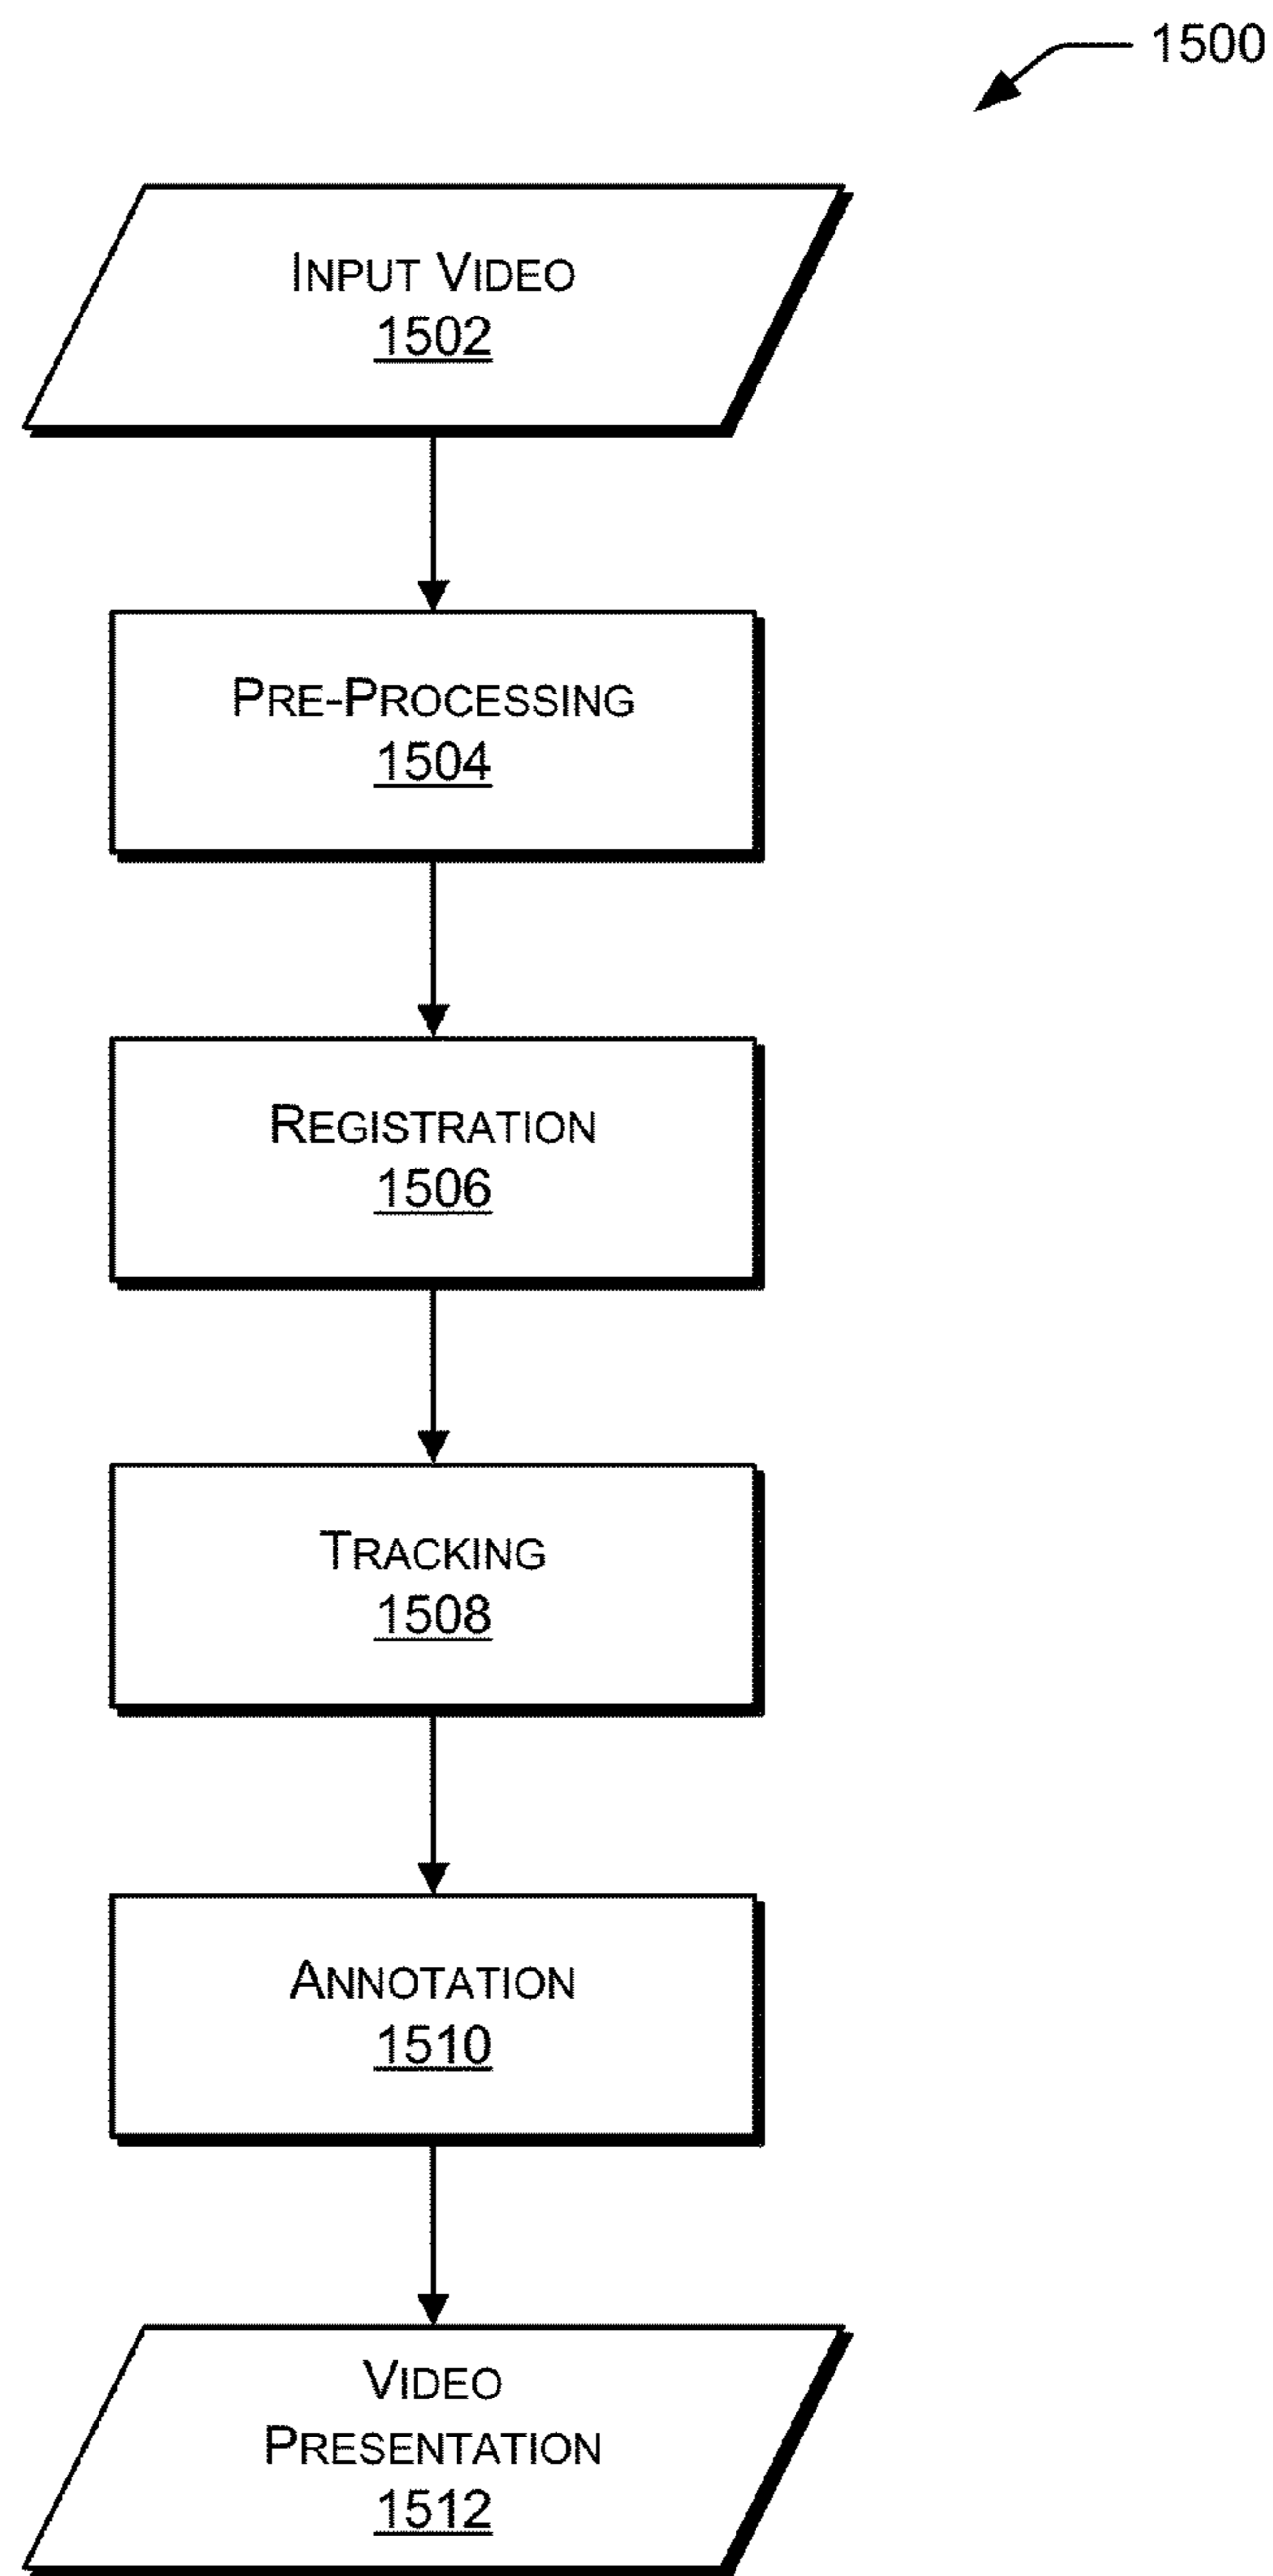 1500
INPUT VIDEO
1502
PRE-PROCESSING
1504
REGISTRATION
1506
TRACKING
1508
ANNOTATION
1510
VIDEO
PRESENTATION
1512